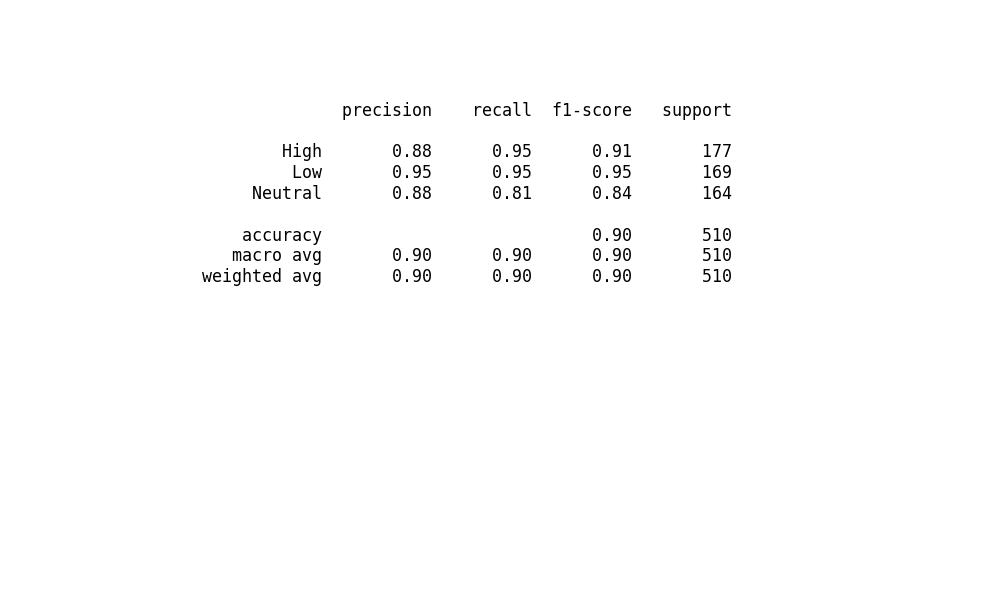 precision recall f1-score support
High 0.88 0.95 0.91 177
Low 0.95 0.95 0.95 169
Neutral 0.88 0.81 0.84 164
accuracy 0.90 510
macro avg 0.90 0.90 0.90 510
weighted avg 0.90 0.90 0.90 510